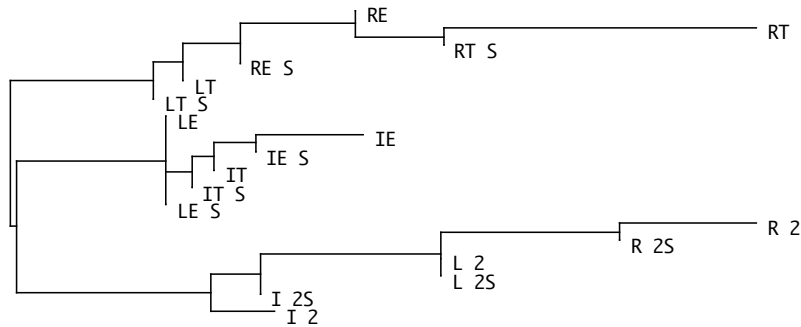 RE
RT
RT S
RE S
LT
LT S
LE
IE
IE S
IT
IT S
LE S
R 2
R 2S
L 2
L 2S
I 2S
I 2